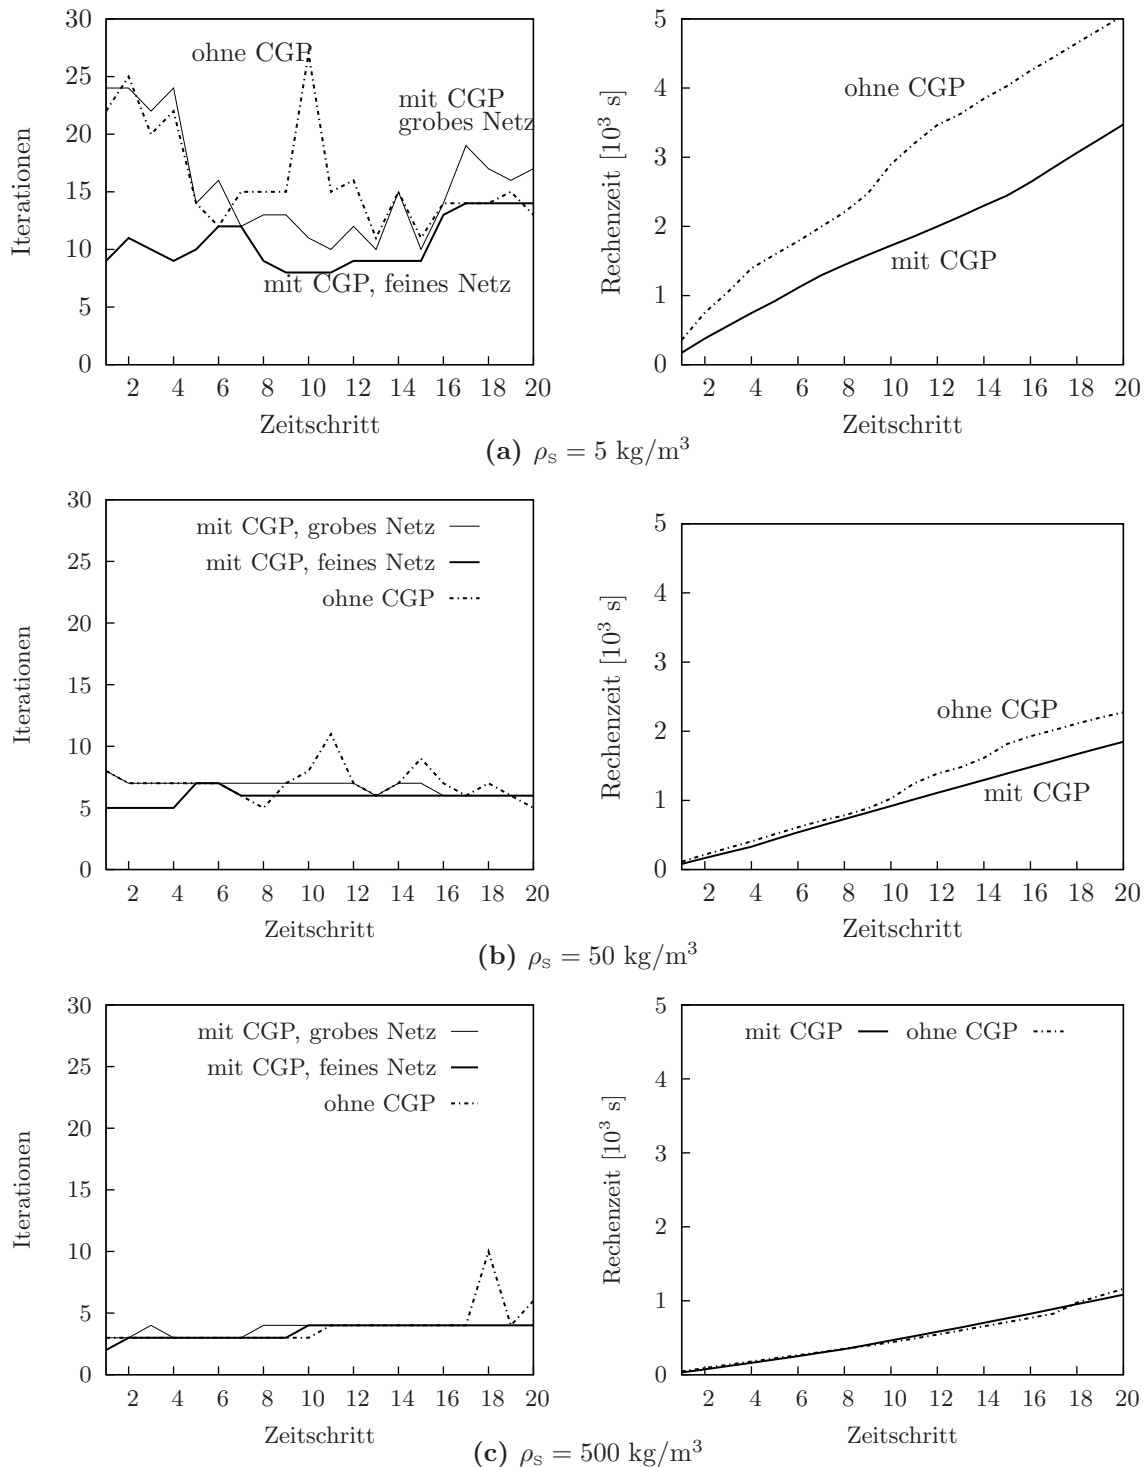 30
25
20
15
10
5
0
Iterationen
ohne CGP
mit CGP
grobes Netz
mit CGP, feines Netz
2 4 6 8 10 12 14 16 18 20
Zeitschritt
5
4
3
2
1
0
Rechenzeit [10³ s]
ohne CGP
mit CGP
2 4 6 8 10 12 14 16 18 20
Zeitschritt
(a) ρₛ = 5 kg/m³
30
25
20
15
10
5
0
Iterationen
mit CGP, grobes Netz
mit CGP, feines Netz
ohne CGP
2 4 6 8 10 12 14 16 18 20
Zeitschritt
5
4
3
2
1
0
Rechenzeit [10³ s]
ohne CGP
mit CGP
2 4 6 8 10 12 14 16 18 20
Zeitschritt
(b) ρₛ = 50 kg/m³
30
25
20
15
10
5
0
Iterationen
mit CGP, grobes Netz
mit CGP, feines Netz
ohne CGP
2 4 6 8 10 12 14 16 18 20
Zeitschritt
5
4
3
2
1
0
Rechenzeit [10³ s]
mit CGP ohne CGP
2 4 6 8 10 12 14 16 18 20
Zeitschritt
(c) ρₛ = 500 kg/m³